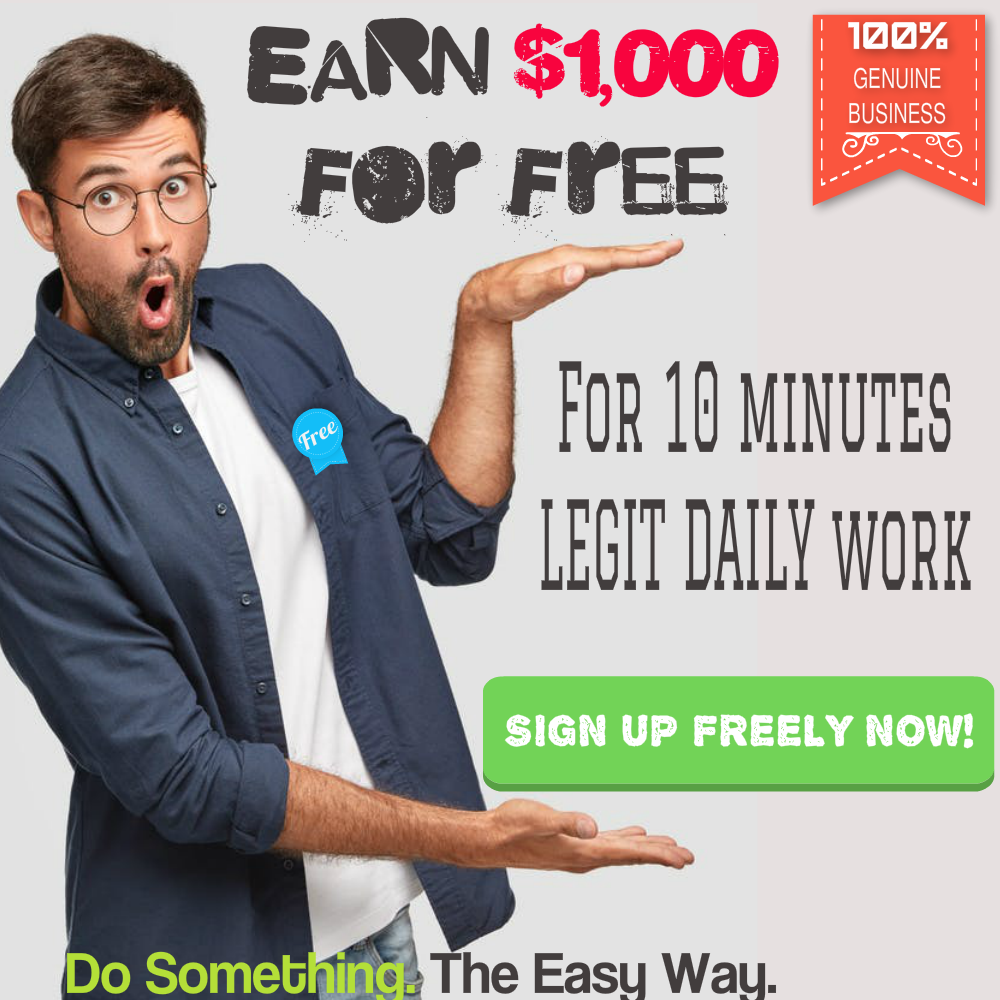 EARN $1,000
FOR FREE
100%
GENUINE
BUSINESS
Free
FOR 10 MINUTES
LEGIT DAILY WORK
SIGN UP FREELY NOW!
Do Something. The Easy Way.